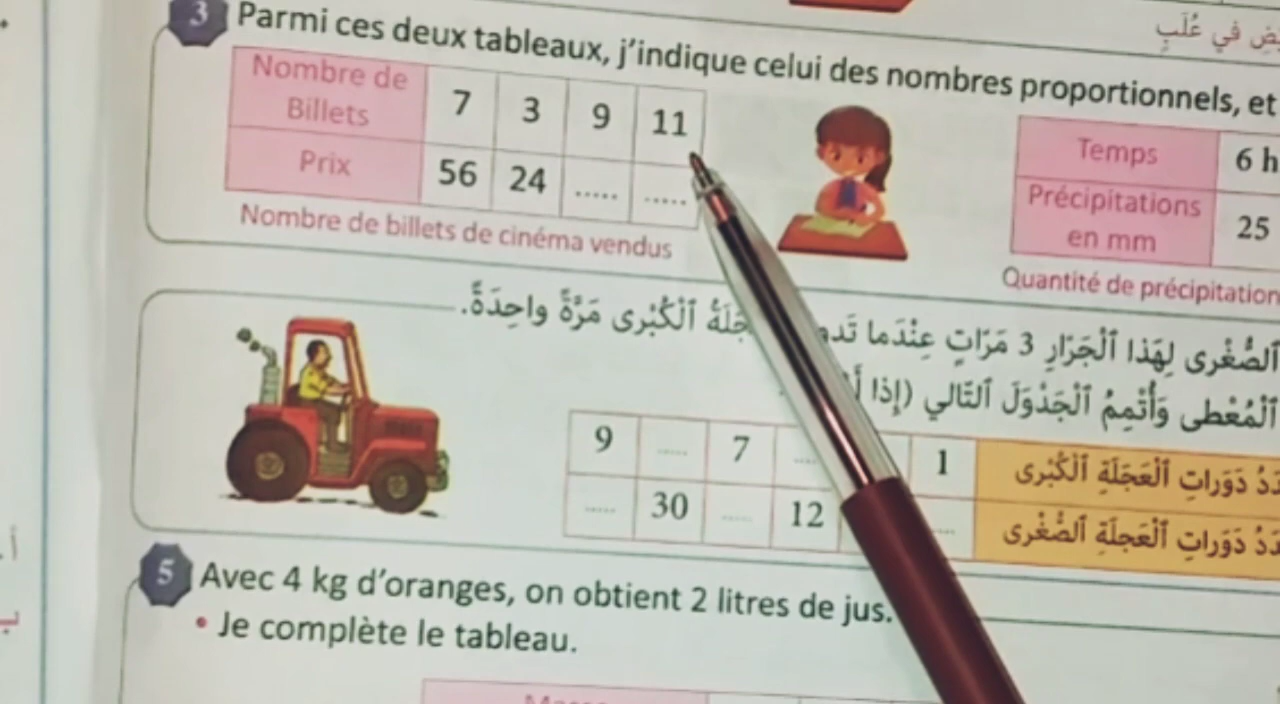 ضِ في عُلَبٍ
3 Parmi ces deux tableaux, j'indique celui des nombres proportionnels, et
Nombre de Billets 7 3 9 11
Prix 56 24 ..... .....
Nombre de billets de cinéma vendus
Temps 6 h
Précipitations en mm 25
Quantité de précipitation
ٱلصُّغْرى لِهَذا ٱلْجَرّارِ 3 مَرّاتٍ عِنْدَما ٱلْكُبْرى مَرَّةً واحِدَةً.
ٱلْمُعْطى وَأُتْمِمُ ٱلْجَدْوَلَ ٱلتّالي (إِذا
دَوَراتِ ٱلْعَجَلَةِ ٱلْكُبْرى 1 ..... 7 ..... 9
دَوَراتِ ٱلْعَجَلَةِ ٱلصُّغْرى ..... 12 ..... 30 .....
5 Avec 4 kg d'oranges, on obtient 2 litres de jus.
• Je complète le tableau.